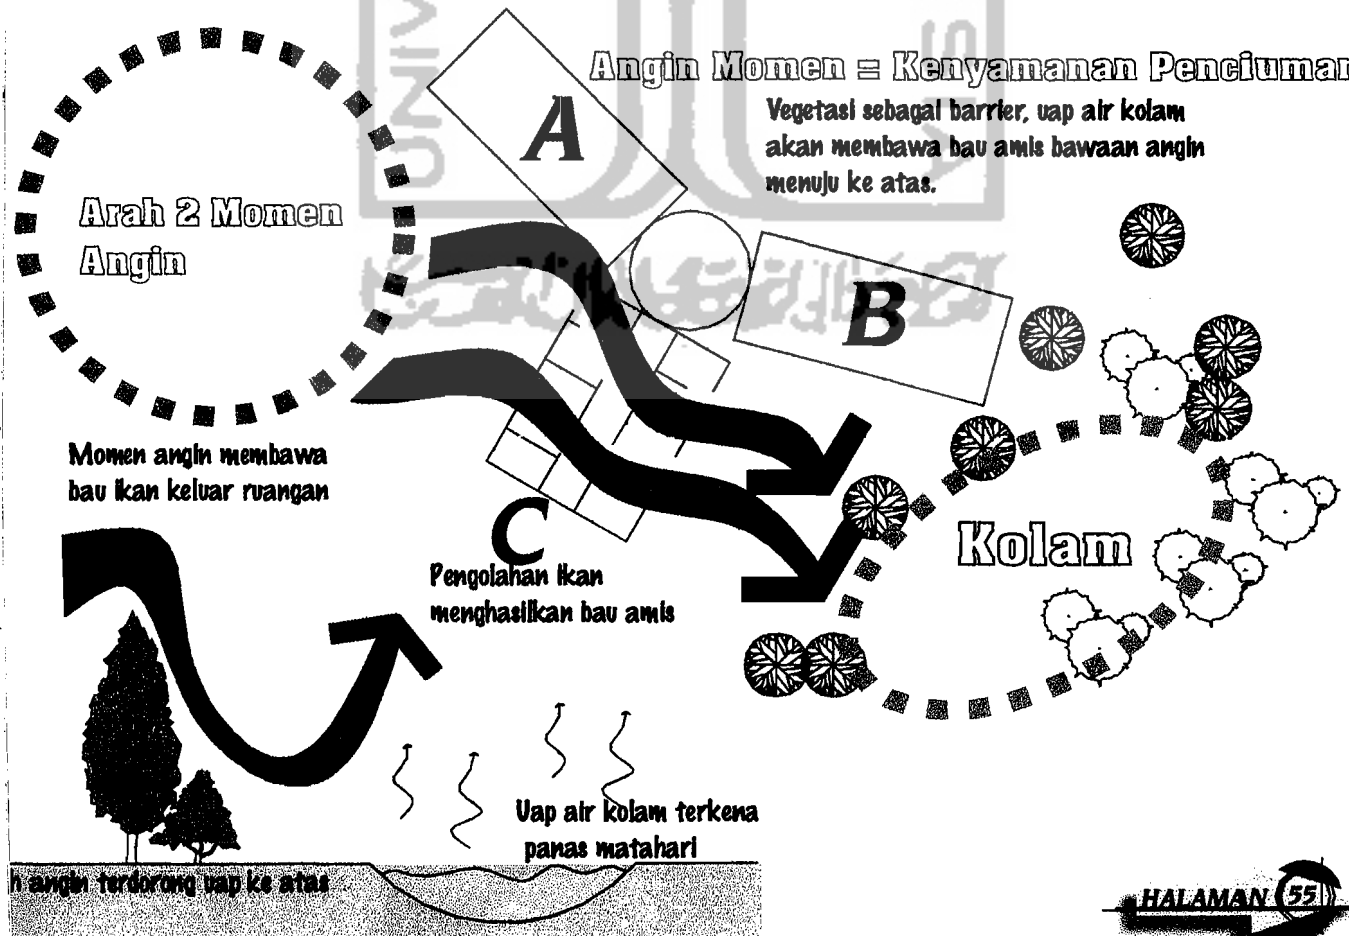 Angin Momen = Kenyamanan Penciuman
Vegetasi sebagai barrier, uap air kolam
akan membawa bau amis bawaan angin
menuju ke atas.
A
UNIV
Arah 2 Momen
Angin
B
Momen angin membawa
bau ikan keluar ruangan
C
Pengolahan ikan
menghasilkan bau amis
Kolam
Uap air kolam terkena
panas matahari
h angin terdorong uap ke atas
HALAMAN 55